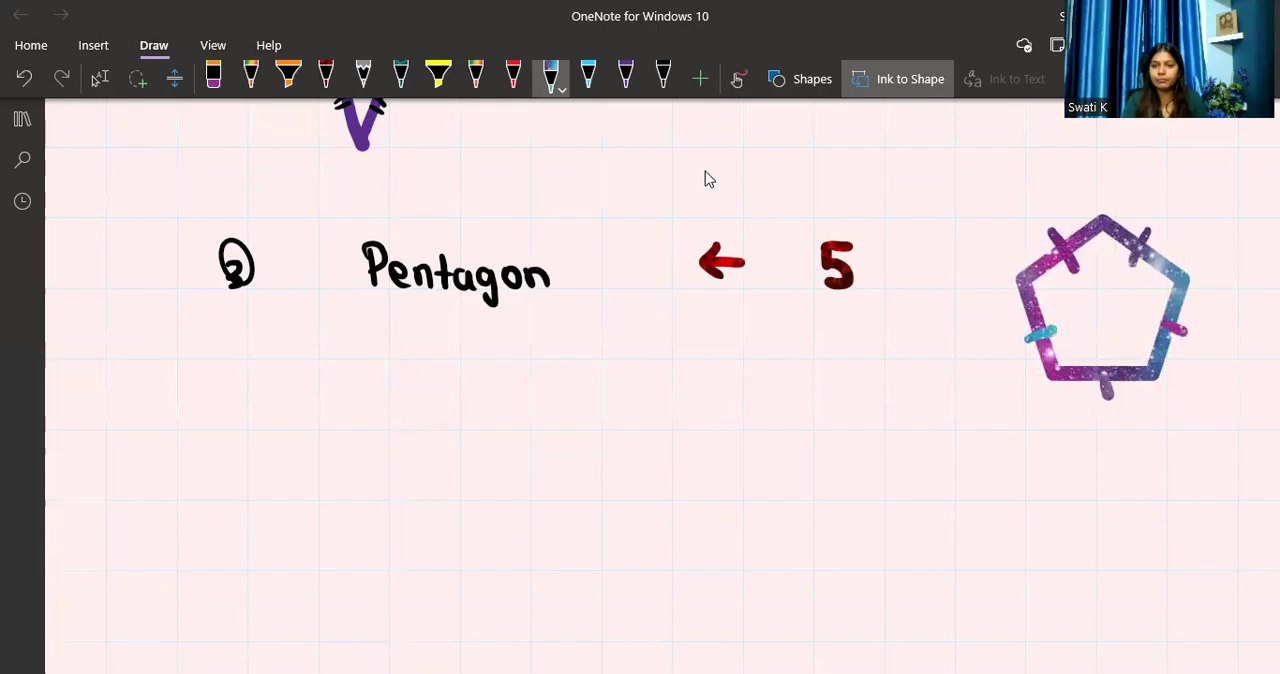 OneNote for Windows 10
Home Insert Draw View Help
Shapes Ink to Shape Ink to Text
Swati K
Pentagon ← 5